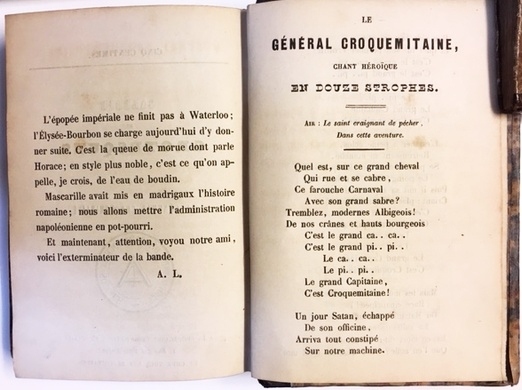 L'épopée impériale ne finit pas à Waterloo ;
l'Élysée-Bourbon se charge aujourd'hui d'y don-
ner suite. C'est la queue de morue dont parle
Horace; en style plus noble, c'est ce qu'on ap-
pelle, je crois, de l'eau de boudin.
Mascarille avait mis en madrigaux l'histoire
romaine; nous allons mettre l'administration
napoléonienne en pot-pourri.
Et maintenant, attention, voyou notre ami,
voici l'exterminateur de la bande.
A. L.
LE
GÉNÉRAL CROQUEMITAINE,
CHANT HÉROÏQUE
EN DOUZE STROPHES.
AIR : Le saint craignant de pécher.
Dans cette aventure.
Quel est, sur ce grand cheval
Qui rue et se cabre,
Ce farouche Carnaval
Avec son grand sabre?
Tremblez, modernes Albigeois!
De nos crânes et hauts bourgeois
C'est le grand ca.. ca..
C'est le grand pi.. pi..
Le ca.. ca..
Le pi.. pi..
Le grand Capitaine,
C'est Croquemitaine!
Un jour Satan, échappé
De son officine,
Arriva tout constipé
Sur notre machine.